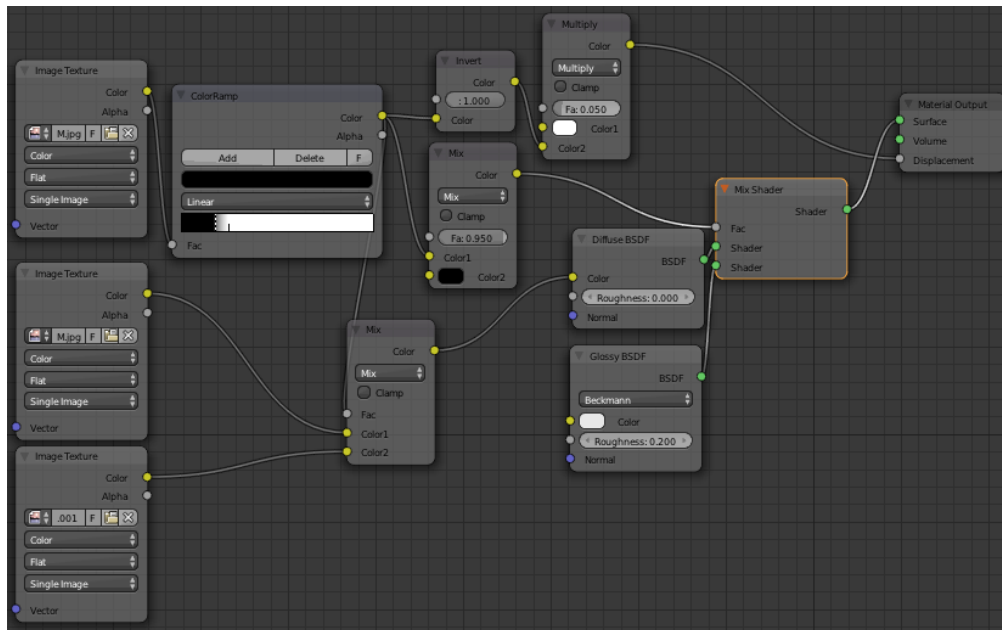 Image Texture
Color
Alpha
M.jpg F
Color
Flat
Single Image
Vector
ColorRamp
Color
Alpha
Add Delete F
Linear
Fac
Invert
Color
: 1.000
Color
Multiply
Color
Multiply
Clamp
Fa: 0.050
Color1
Color2
Mix
Color
Mix
Clamp
Fa: 0.950
Color1
Color2
Material Output
Surface
Volume
Displacement
Mix Shader
Shader
Fac
Shader
Shader
Diffuse BSDF
BSDF
Color
Roughness: 0.000
Normal
Image Texture
Color
Alpha
M.jpg F
Color
Flat
Single Image
Vector
Mix
Color
Mix
Clamp
Fac
Color1
Color2
Glossy BSDF
BSDF
Beckmann
Color
Roughness: 0.200
Normal
Image Texture
Color
Alpha
.001 F
Color
Flat
Single Image
Vector